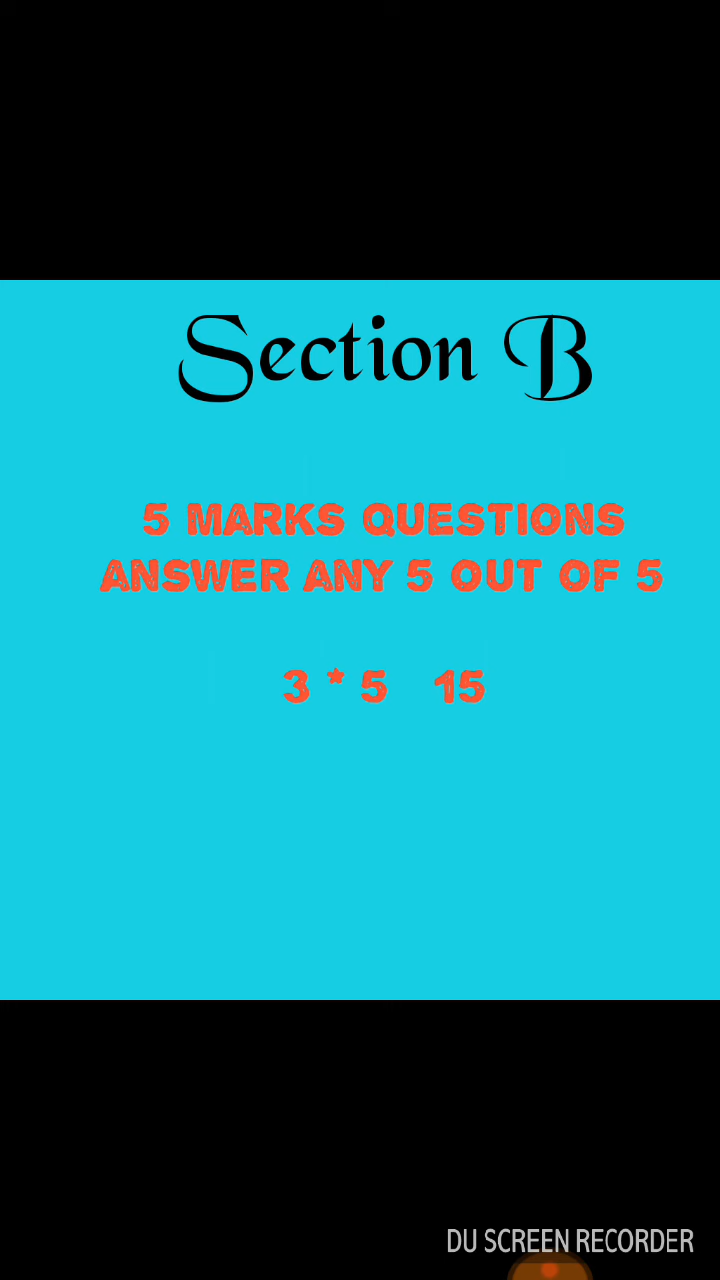 Section B
5 MARKS QUESTIONS
ANSWER ANY 5 OUT OF 5
3 * 5 15
DU SCREEN RECORDER